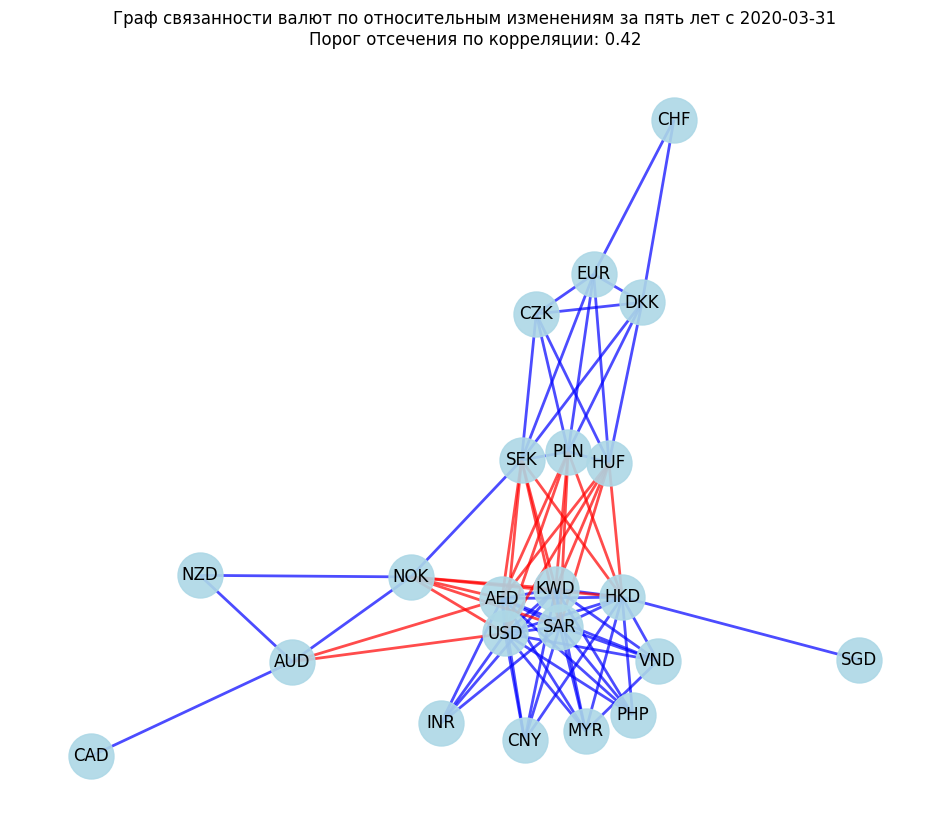 Граф связанности валют по относительным изменениям за пять лет с 2020-03-31
Порог отсечения по корреляции: 0.42
CHF
EUR
DKK
CZK
PLN
SEK
HUF
NZD
NOK
KWD
AED
HKD
SAR
USD
AUD
VND
SGD
PHP
INR
MYR
CNY
CAD